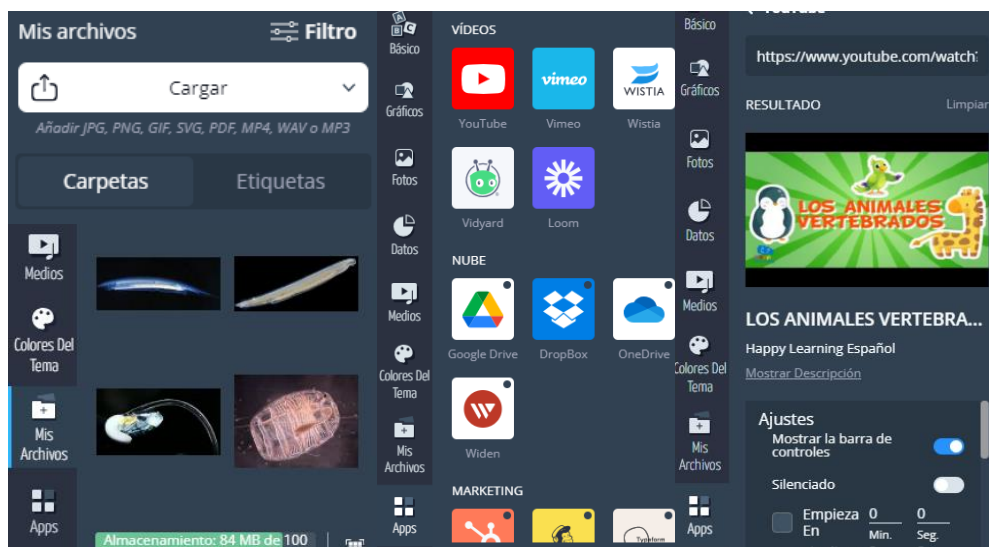 Mis archivos
Filtro
Cargar
Añadir JPG, PNG, GIF, SVG, PDF, MP4, WAV o MP3
Carpetas
Etiquetas
Medios
Colores Del
Tema
Mis
Archivos
Apps
Almacenamiento: 84 MB de 100
Básico
Gráficos
Fotos
Datos
Medios
Colores Del
Tema
Mis
Archivos
Apps
VÍDEOS
vimeo
WISTIA
YouTube
Vimeo
Wistia
Vidyard
Loom
NUBE
Google Drive
DropBox
OneDrive
Widen
MARKETING
Typeform
Básico
Gráficos
Fotos
Datos
Medios
Colores Del
Tema
Mis
Archivos
Apps
https://www.youtube.com/watch
RESULTADO
Limpiar
LOS ANIMALES
VERTEBRADOS
LOS ANIMALES VERTEBRA...
Happy Learning Español
Mostrar Descripción
Ajustes
Mostrar la barra de
controles
Silenciado
Empieza
En
0
Min.
0
Seg.